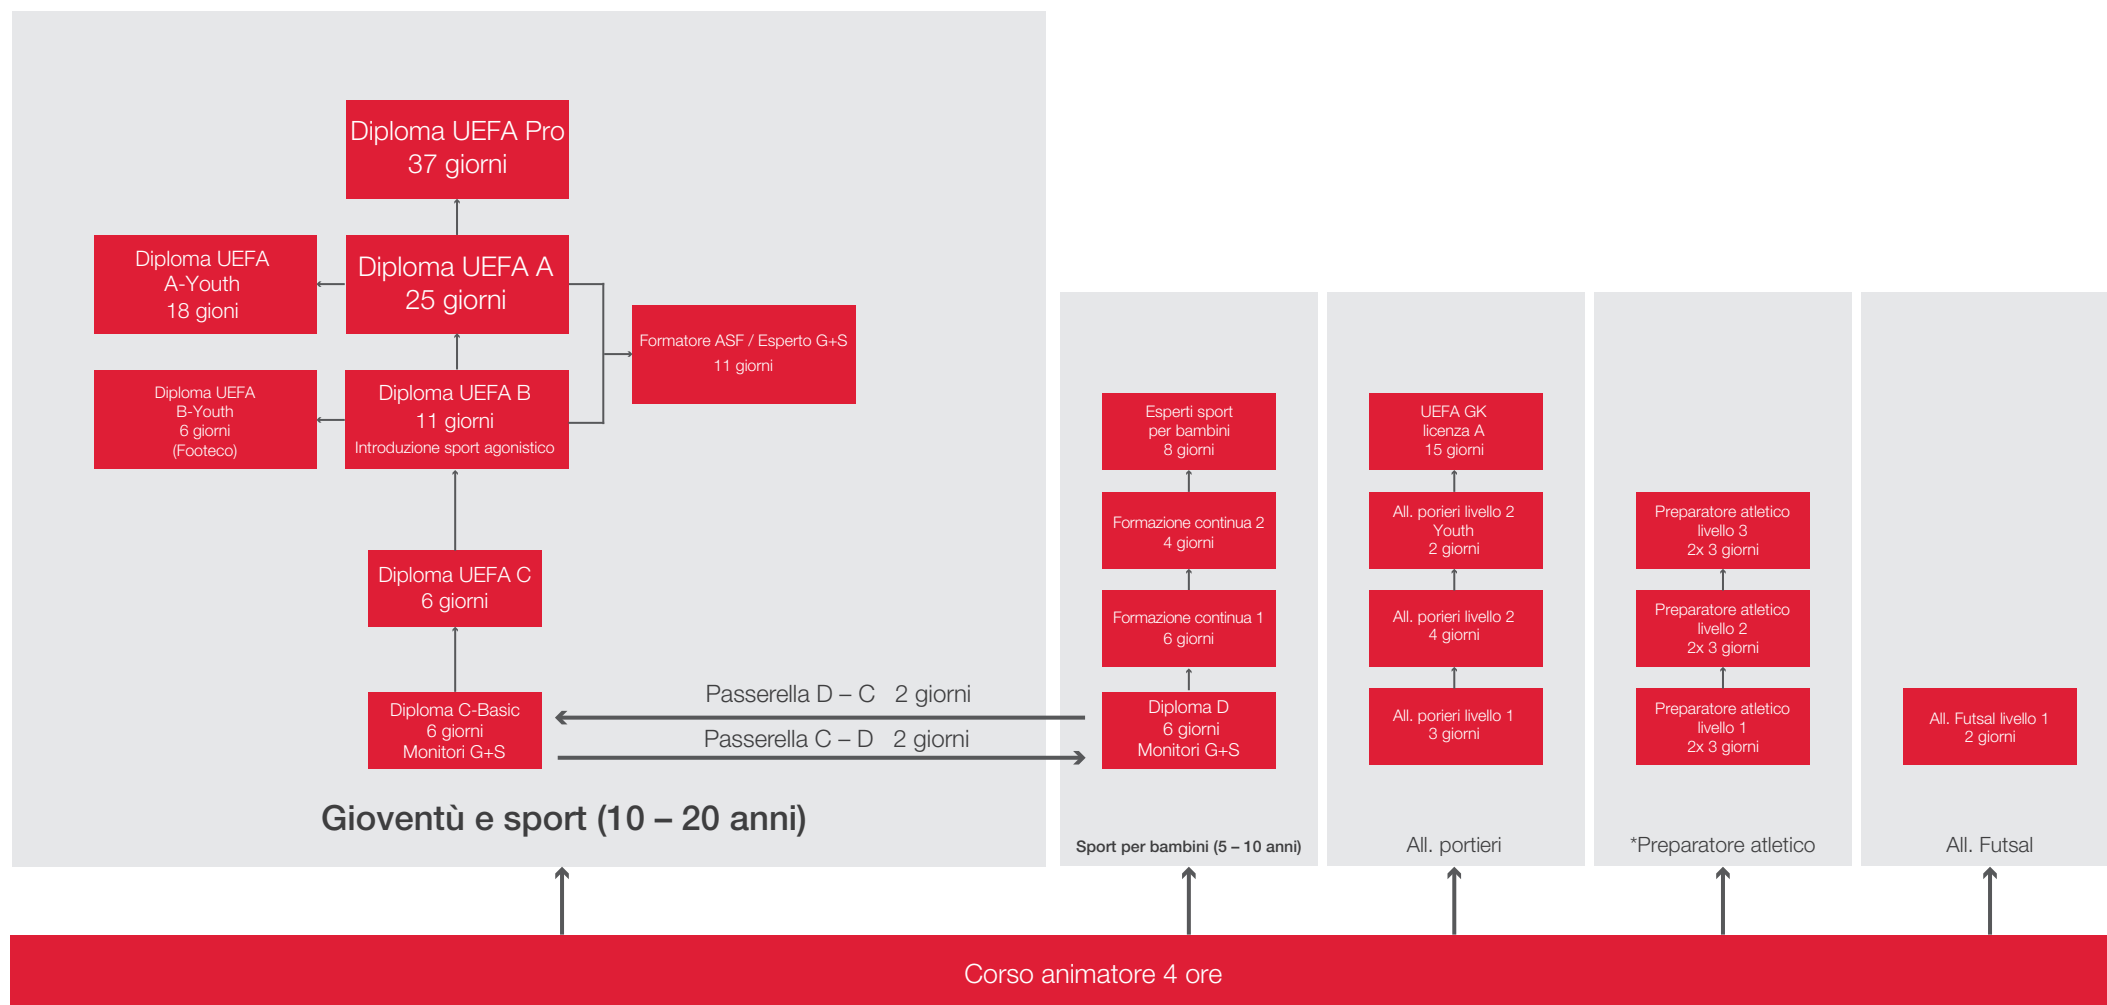 Diploma UEFA Pro
37 giorni
Diploma UEFA
A-Youth
18 gioni
Diploma UEFA A
25 giorni
Formatore ASF / Esperto G+S
11 giorni
Diploma UEFA
B-Youth
6 giorni
(Footeco)
Diploma UEFA B
11 giorni
Introduzione sport agonistico
Diploma UEFA C
6 giorni
Diploma C-Basic
6 giorni
Monitori G+S
Passerella D – C 2 giorni
Passerella C – D 2 giorni
Gioventù e sport (10 – 20 anni)
Esperti sport
per bambini
8 giorni
Formazione continua 2
4 giorni
Formazione continua 1
6 giorni
Diploma D
6 giorni
Monitori G+S
Sport per bambini (5 – 10 anni)
UEFA GK
licenza A
15 giorni
All. porieri livello 2
Youth
2 giorni
All. porieri livello 2
4 giorni
All. porieri livello 1
3 giorni
All. portieri
Preparatore atletico
livello 3
2x 3 giorni
Preparatore atletico
livello 2
2x 3 giorni
Preparatore atletico
livello 1
2x 3 giorni
*Preparatore atletico
All. Futsal livello 1
2 giorni
All. Futsal
Corso animatore 4 ore